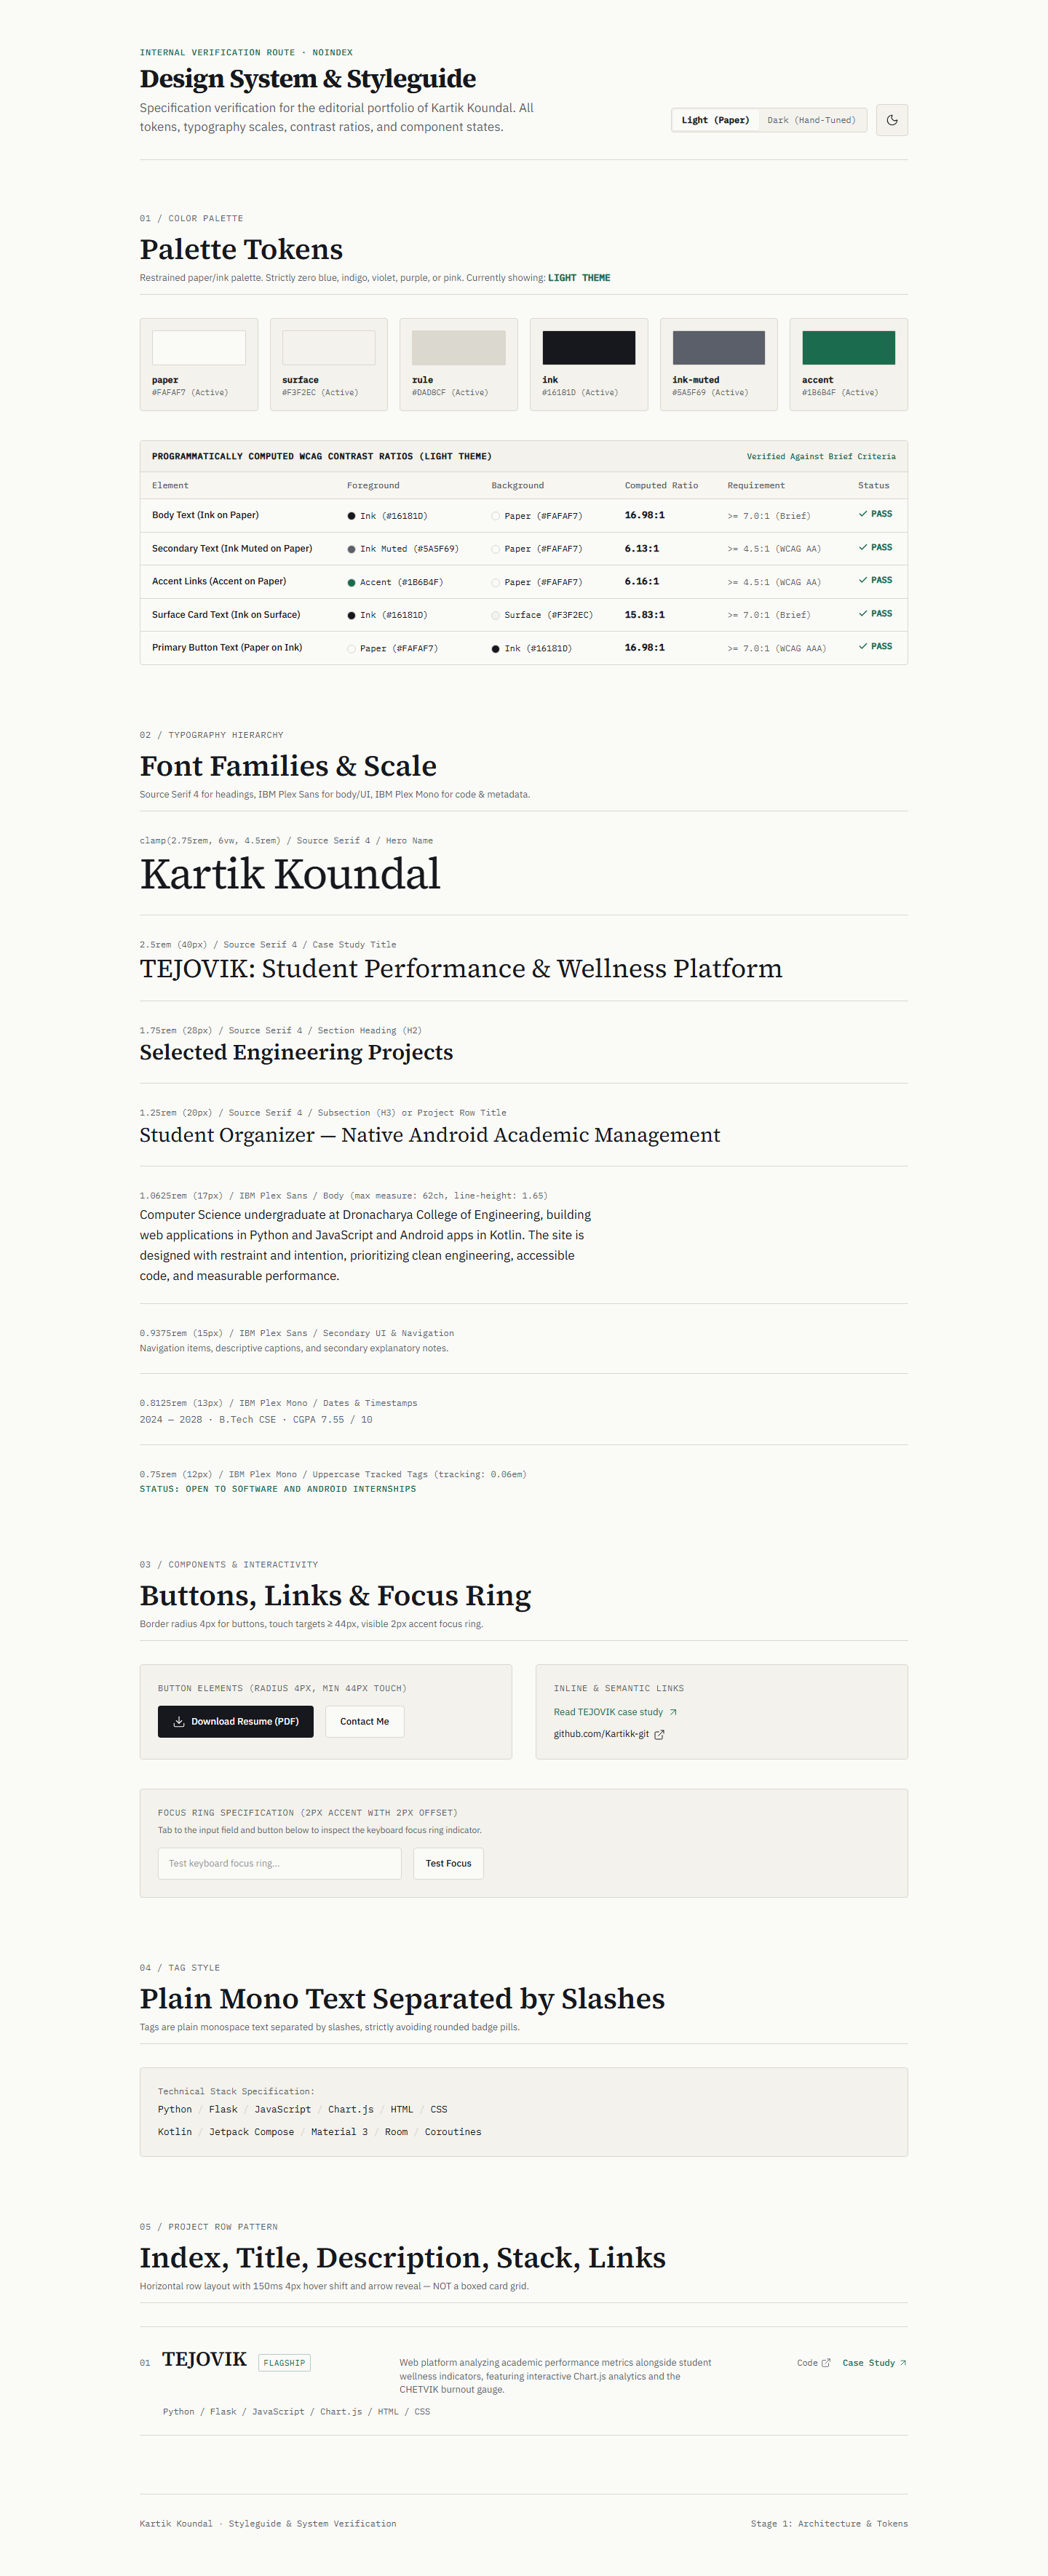 INTERNAL VERIFICATION ROUTE · NOINDEX
Design System & Styleguide
Specification verification for the editorial portfolio of Kartik Koundal. All
tokens, typography scales, contrast ratios, and component states.
Light (Paper) Dark (Hand-Tuned)
01 / COLOR PALETTE
Palette Tokens
Restrained paper/ink palette. Strictly zero blue, indigo, violet, purple, or pink. Currently showing: LIGHT THEME
paper surface rule ink ink-muted accent
#FAFAF7 (Active) #F3F2EC (Active) #DAD8CF (Active) #16181D (Active) #5A5F69 (Active) #1B6B4F (Active)
PROGRAMMATICALLY COMPUTED WCAG CONTRAST RATIOS (LIGHT THEME) Verified Against Brief Criteria
Element Foreground Background Computed Ratio Requirement Status
Body Text (Ink on Paper) Ink (#16181D) Paper (#FAFAF7) 16.98:1 >= 7.0:1 (Brief) PASS
Secondary Text (Ink Muted on Paper) Ink Muted (#5A5F69) Paper (#FAFAF7) 6.13:1 >= 4.5:1 (WCAG AA) PASS
Accent Links (Accent on Paper) Accent (#1B6B4F) Paper (#FAFAF7) 6.16:1 >= 4.5:1 (WCAG AA) PASS
Surface Card Text (Ink on Surface) Ink (#16181D) Surface (#F3F2EC) 15.83:1 >= 7.0:1 (Brief) PASS
Primary Button Text (Paper on Ink) Paper (#FAFAF7) Ink (#16181D) 16.98:1 >= 7.0:1 (WCAG AAA) PASS
02 / TYPOGRAPHY HIERARCHY
Font Families & Scale
Source Serif 4 for headings, IBM Plex Sans for body/UI, IBM Plex Mono for code & metadata.
clamp(2.75rem, 6vw, 4.5rem) / Source Serif 4 / Hero Name
Kartik Koundal
2.5rem (40px) / Source Serif 4 / Case Study Title
TEJOVIK: Student Performance & Wellness Platform
1.75rem (28px) / Source Serif 4 / Section Heading (H2)
Selected Engineering Projects
1.25rem (20px) / Source Serif 4 / Subsection (H3) or Project Row Title
Student Organizer — Native Android Academic Management
1.0625rem (17px) / IBM Plex Sans / Body (max measure: 62ch, line-height: 1.65)
Computer Science undergraduate at Dronacharya College of Engineering, building
web applications in Python and JavaScript and Android apps in Kotlin. The site is
designed with restraint and intention, prioritizing clean engineering, accessible
code, and measurable performance.
0.9375rem (15px) / IBM Plex Sans / Secondary UI & Navigation
Navigation items, descriptive captions, and secondary explanatory notes.
0.8125rem (13px) / IBM Plex Mono / Dates & Timestamps
2024 — 2028 · B.Tech CSE · CGPA 7.55 / 10
0.75rem (12px) / IBM Plex Mono / Uppercase Tracked Tags (tracking: 0.06em)
STATUS: OPEN TO SOFTWARE AND ANDROID INTERNSHIPS
03 / COMPONENTS & INTERACTIVITY
Buttons, Links & Focus Ring
Border radius 4px for buttons, touch targets ≥ 44px, visible 2px accent focus ring.
BUTTON ELEMENTS (RADIUS 4PX, MIN 44PX TOUCH)
Download Resume (PDF) Contact Me
INLINE & SEMANTIC LINKS
Read TEJOVIK case study
github.com/Kartikk-git
FOCUS RING SPECIFICATION (2PX ACCENT WITH 2PX OFFSET)
Tab to the input field and button below to inspect the keyboard focus ring indicator.
Test keyboard focus ring... Test Focus
04 / TAG STYLE
Plain Mono Text Separated by Slashes
Tags are plain monospace text separated by slashes, strictly avoiding rounded badge pills.
Technical Stack Specification:
Python / Flask / JavaScript / Chart.js / HTML / CSS
Kotlin / Jetpack Compose / Material 3 / Room / Coroutines
05 / PROJECT ROW PATTERN
Index, Title, Description, Stack, Links
Horizontal row layout with 150ms 4px hover shift and arrow reveal — NOT a boxed card grid.
01 TEJOVIK FLAGSHIP
Web platform analyzing academic performance metrics alongside student
wellness indicators, featuring interactive Chart.js analytics and the
CHETVIK burnout gauge.
Code Case Study
Python / Flask / JavaScript / Chart.js / HTML / CSS
Kartik Koundal · Styleguide & System Verification Stage 1: Architecture & Tokens